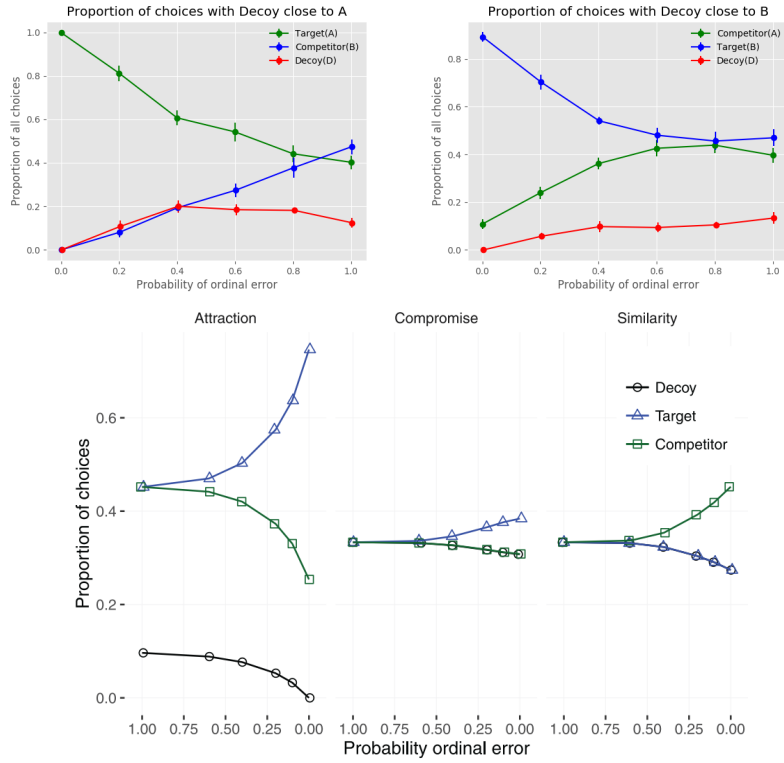 Proportion of choices with Decoy close to A
Proportion of all choices
1.0
0.8
0.6
0.4
0.2
0.0
Target(A)
Competitor(B)
Decoy(D)
0.0 0.2 0.4 0.6 0.8 1.0
Probability of ordinal error
Proportion of choices with Decoy close to B
Proportion of all choices
0.8
0.6
0.4
0.2
0.0
Competitor(A)
Target(B)
Decoy(D)
0.0 0.2 0.4 0.6 0.8 1.0
Probability of ordinal error
Attraction Compromise Similarity
Proportion of choices
0.6
0.4
0.2
0.0
Decoy
Target
Competitor
1.00 0.75 0.50 0.25 0.00 1.00 0.75 0.50 0.25 0.00 1.00 0.75 0.50 0.25 0.00
Probability ordinal error